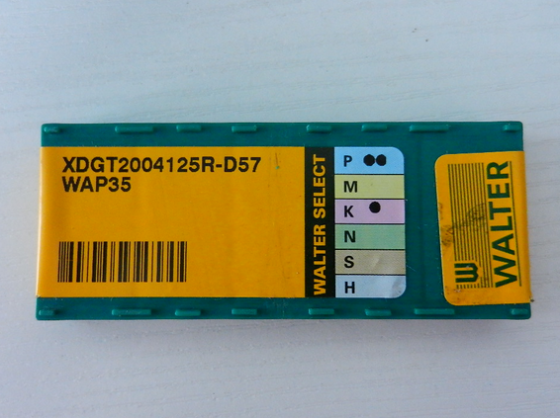 XDGT2004125R-D57
WAP35
WALTER SELECT
P
M
K
N
S
H
WALTER